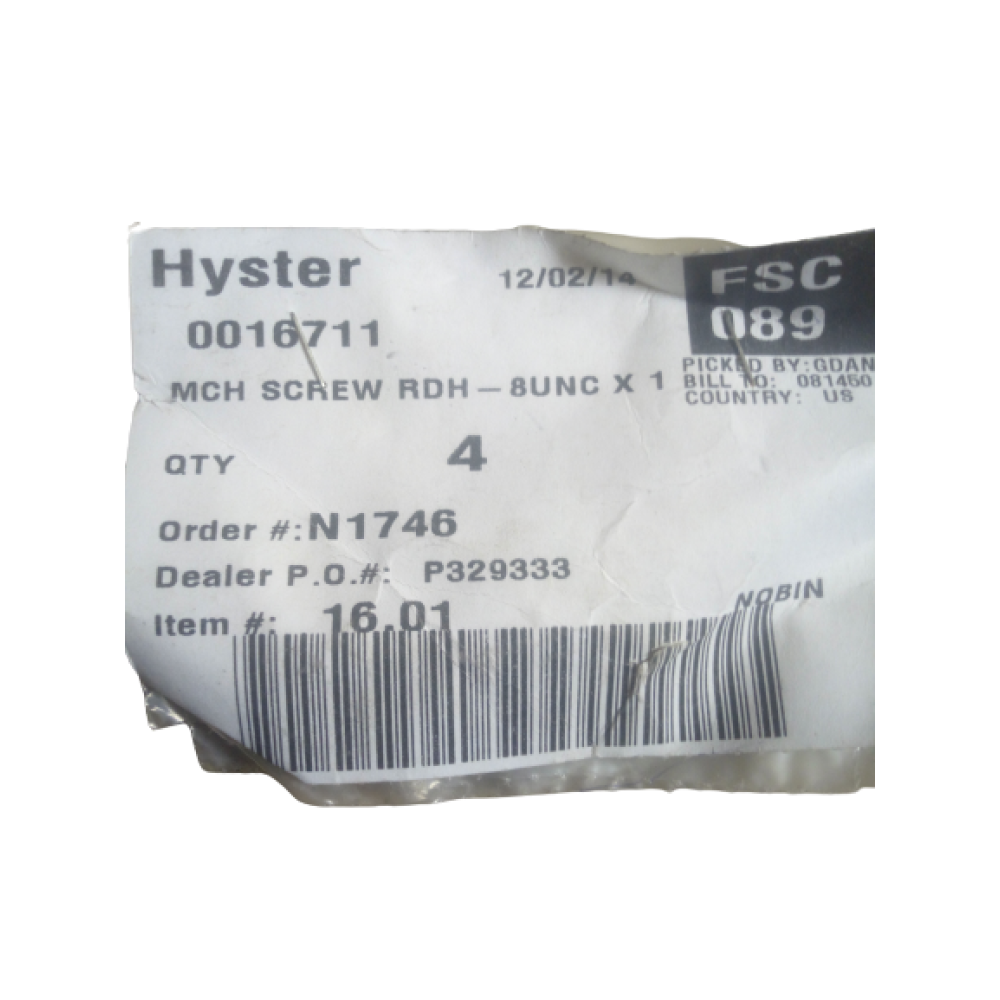 Hyster 12/02/14 FSC
0016711 089
MCH SCREW RDH-8UNC X 1
PICKED BY:GDAN
BILL TO: 081450
COUNTRY: US
QTY 4
Order #:N1746
Dealer P.O.#: P329333
Item #: 16.01
NOBIN